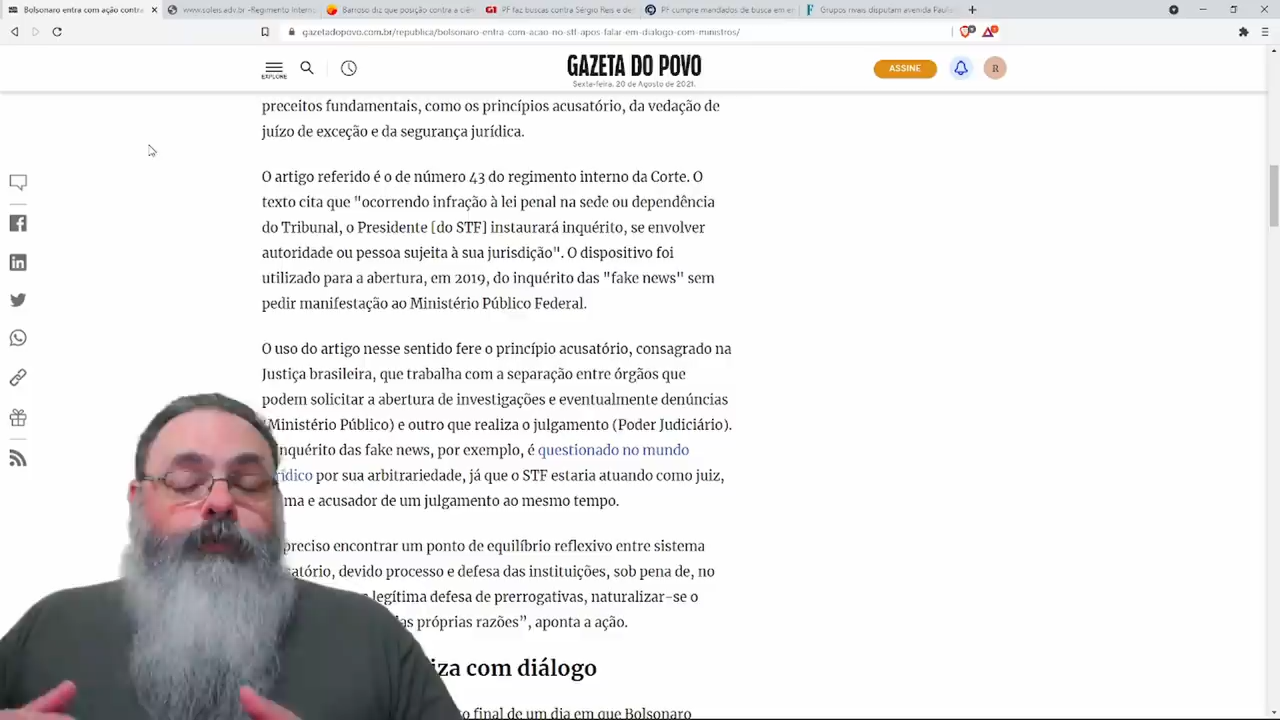 Bolsonaro entra com ação contra
www.soleis.adv.br -Regimento Intern
Barroso diz que posição contra a ciên
PF faz buscas contra Sérgio Reis e de
PF cumpre mandados de busca em en
Grupos rivais disputam avenida Paulis
gazetadopovo.com.br/republica/bolsonaro-entra-com-acao-no-stf-apos-falar-em-dialogo-com-ministros/
EXPLORE
GAZETA DO POVO
Sexta-feira, 20 de Agosto de 2021.
ASSINE
R
preceitos fundamentais, como os princípios acusatório, da vedação de
juízo de exceção e da segurança jurídica.
O artigo referido é o de número 43 do regimento interno da Corte. O
texto cita que "ocorrendo infração à lei penal na sede ou dependência
do Tribunal, o Presidente [do STF] instaurará inquérito, se envolver
autoridade ou pessoa sujeita à sua jurisdição". O dispositivo foi
utilizado para a abertura, em 2019, do inquérito das "fake news" sem
pedir manifestação ao Ministério Público Federal.
O uso do artigo nesse sentido fere o princípio acusatório, consagrado na
Justiça brasileira, que trabalha com a separação entre órgãos que
podem solicitar a abertura de investigações e eventualmente denúncias
(Ministério Público) e outro que realiza o julgamento (Poder Judiciário).
inquérito das fake news, por exemplo, é questionado no mundo
rídico por sua arbitrariedade, já que o STF estaria atuando como juiz,
ma e acusador de um julgamento ao mesmo tempo.
preciso encontrar um ponto de equilíbrio reflexivo entre sistema
satório, devido processo e defesa das instituições, sob pena de, no
legítima defesa de prerrogativas, naturalizar-se o
as próprias razões”, aponta a ação.
iza com diálogo
final de um dia em que Bolsonaro